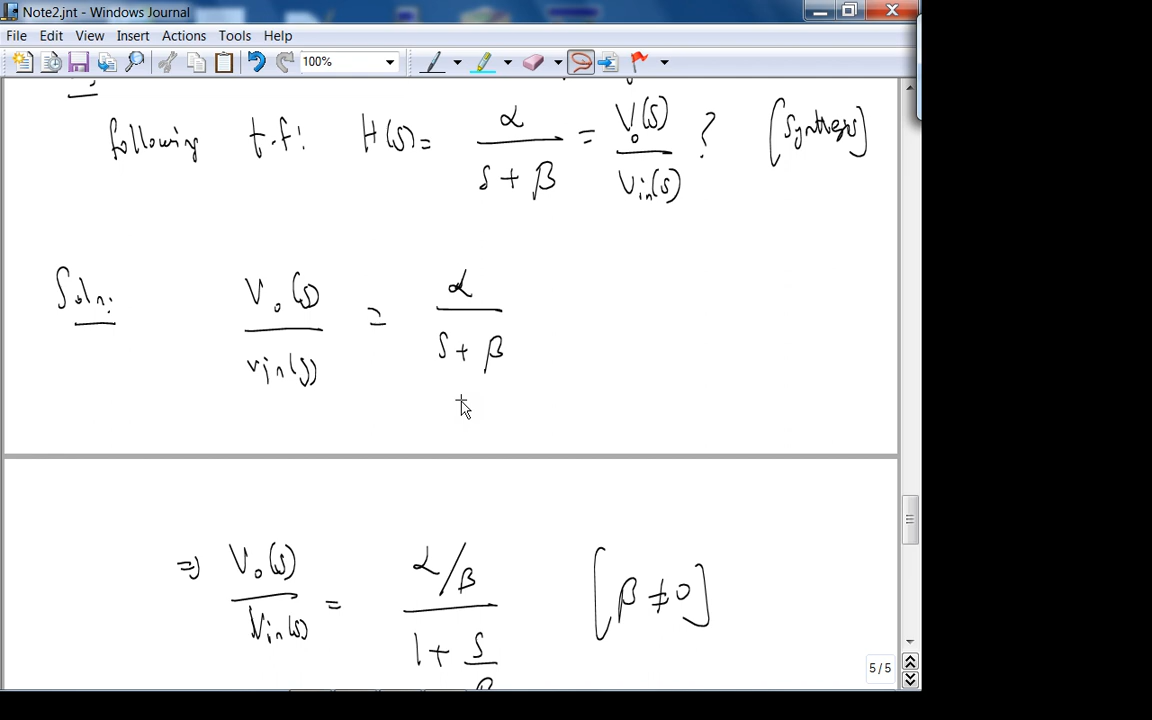 Note2.jnt - Windows Journal
File Edit View Insert Actions Tools Help
100%
following t.f: H(s)= α/(s+β) = V₀(s)/Vin(s) ? [Synthesis]
Soln: V₀(s)/Vin(s) = α/(s+β)
⇒ V₀(s)/Vin(s) = (α/β)/(1+s/β) [β≠0]
5/5